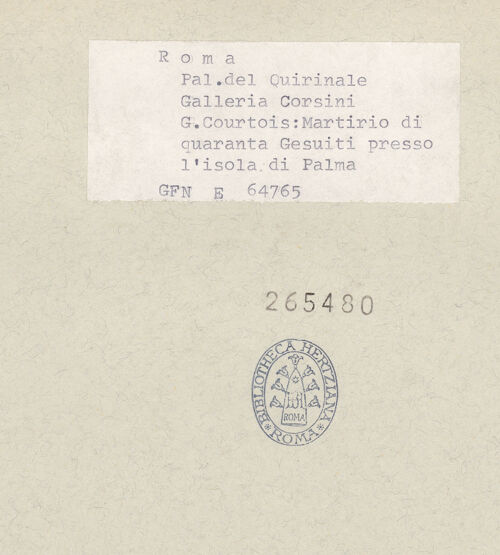 Roma
Pal.del Quirinale
Galleria Corsini
G.Courtois:Martirio di
quaranta Gesuiti presso
l'isola di Palma
GFN E 64765
265480
BIBLIOTHECA HERTZIANA
ROMA
*ROMA*